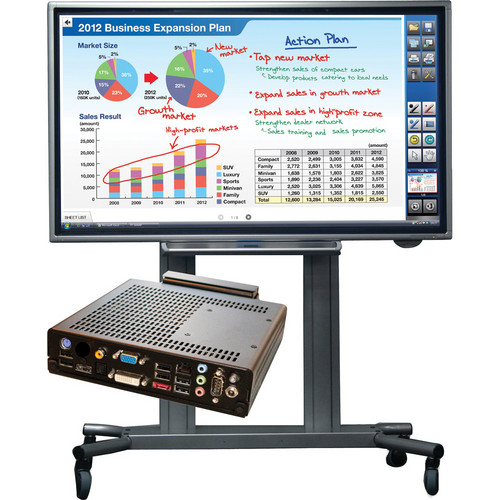 2012 Business Expansion Plan
Market Size
New market
5% 2%
17%
38%
15%
23%
2010
(180K units)
5% 2%
16%
35%
22%
20%
2012
(200K units)
Growth market
Action Plan
• Tap new market
Strengthen sales of compact cars
Develop products catering to local needs
• Expand sales in growth market
• Expand sales in high-profit zone
Strengthen dealer network
• Sales training and sales promotion
Sales Result
(amount)
High-profit markets
30,000
25,000
20,000
15,000
10,000
5,000
0
2008 2009 2010 2011 2012
SUV
Luxury
Sports
Minivan
Family
Compact
(amount)
2008 2009 2010 2011 2012
Compact 2,520 2,499 3,005 3,832 4,590
Family 2,772 2,831 3,155 4,034 4,845
Minivan 1,638 1,578 1,803 2,622 3,825
Sports 1,890 2,236 2,404 3,227 3,570
Luxury 2,520 3,025 3,306 4,639 5,865
SUV 1,260 1,315 1,352 1,815 2,550
Total 12,600 13,284 15,025 20,169 25,245
SHEET LIST
1 / 8